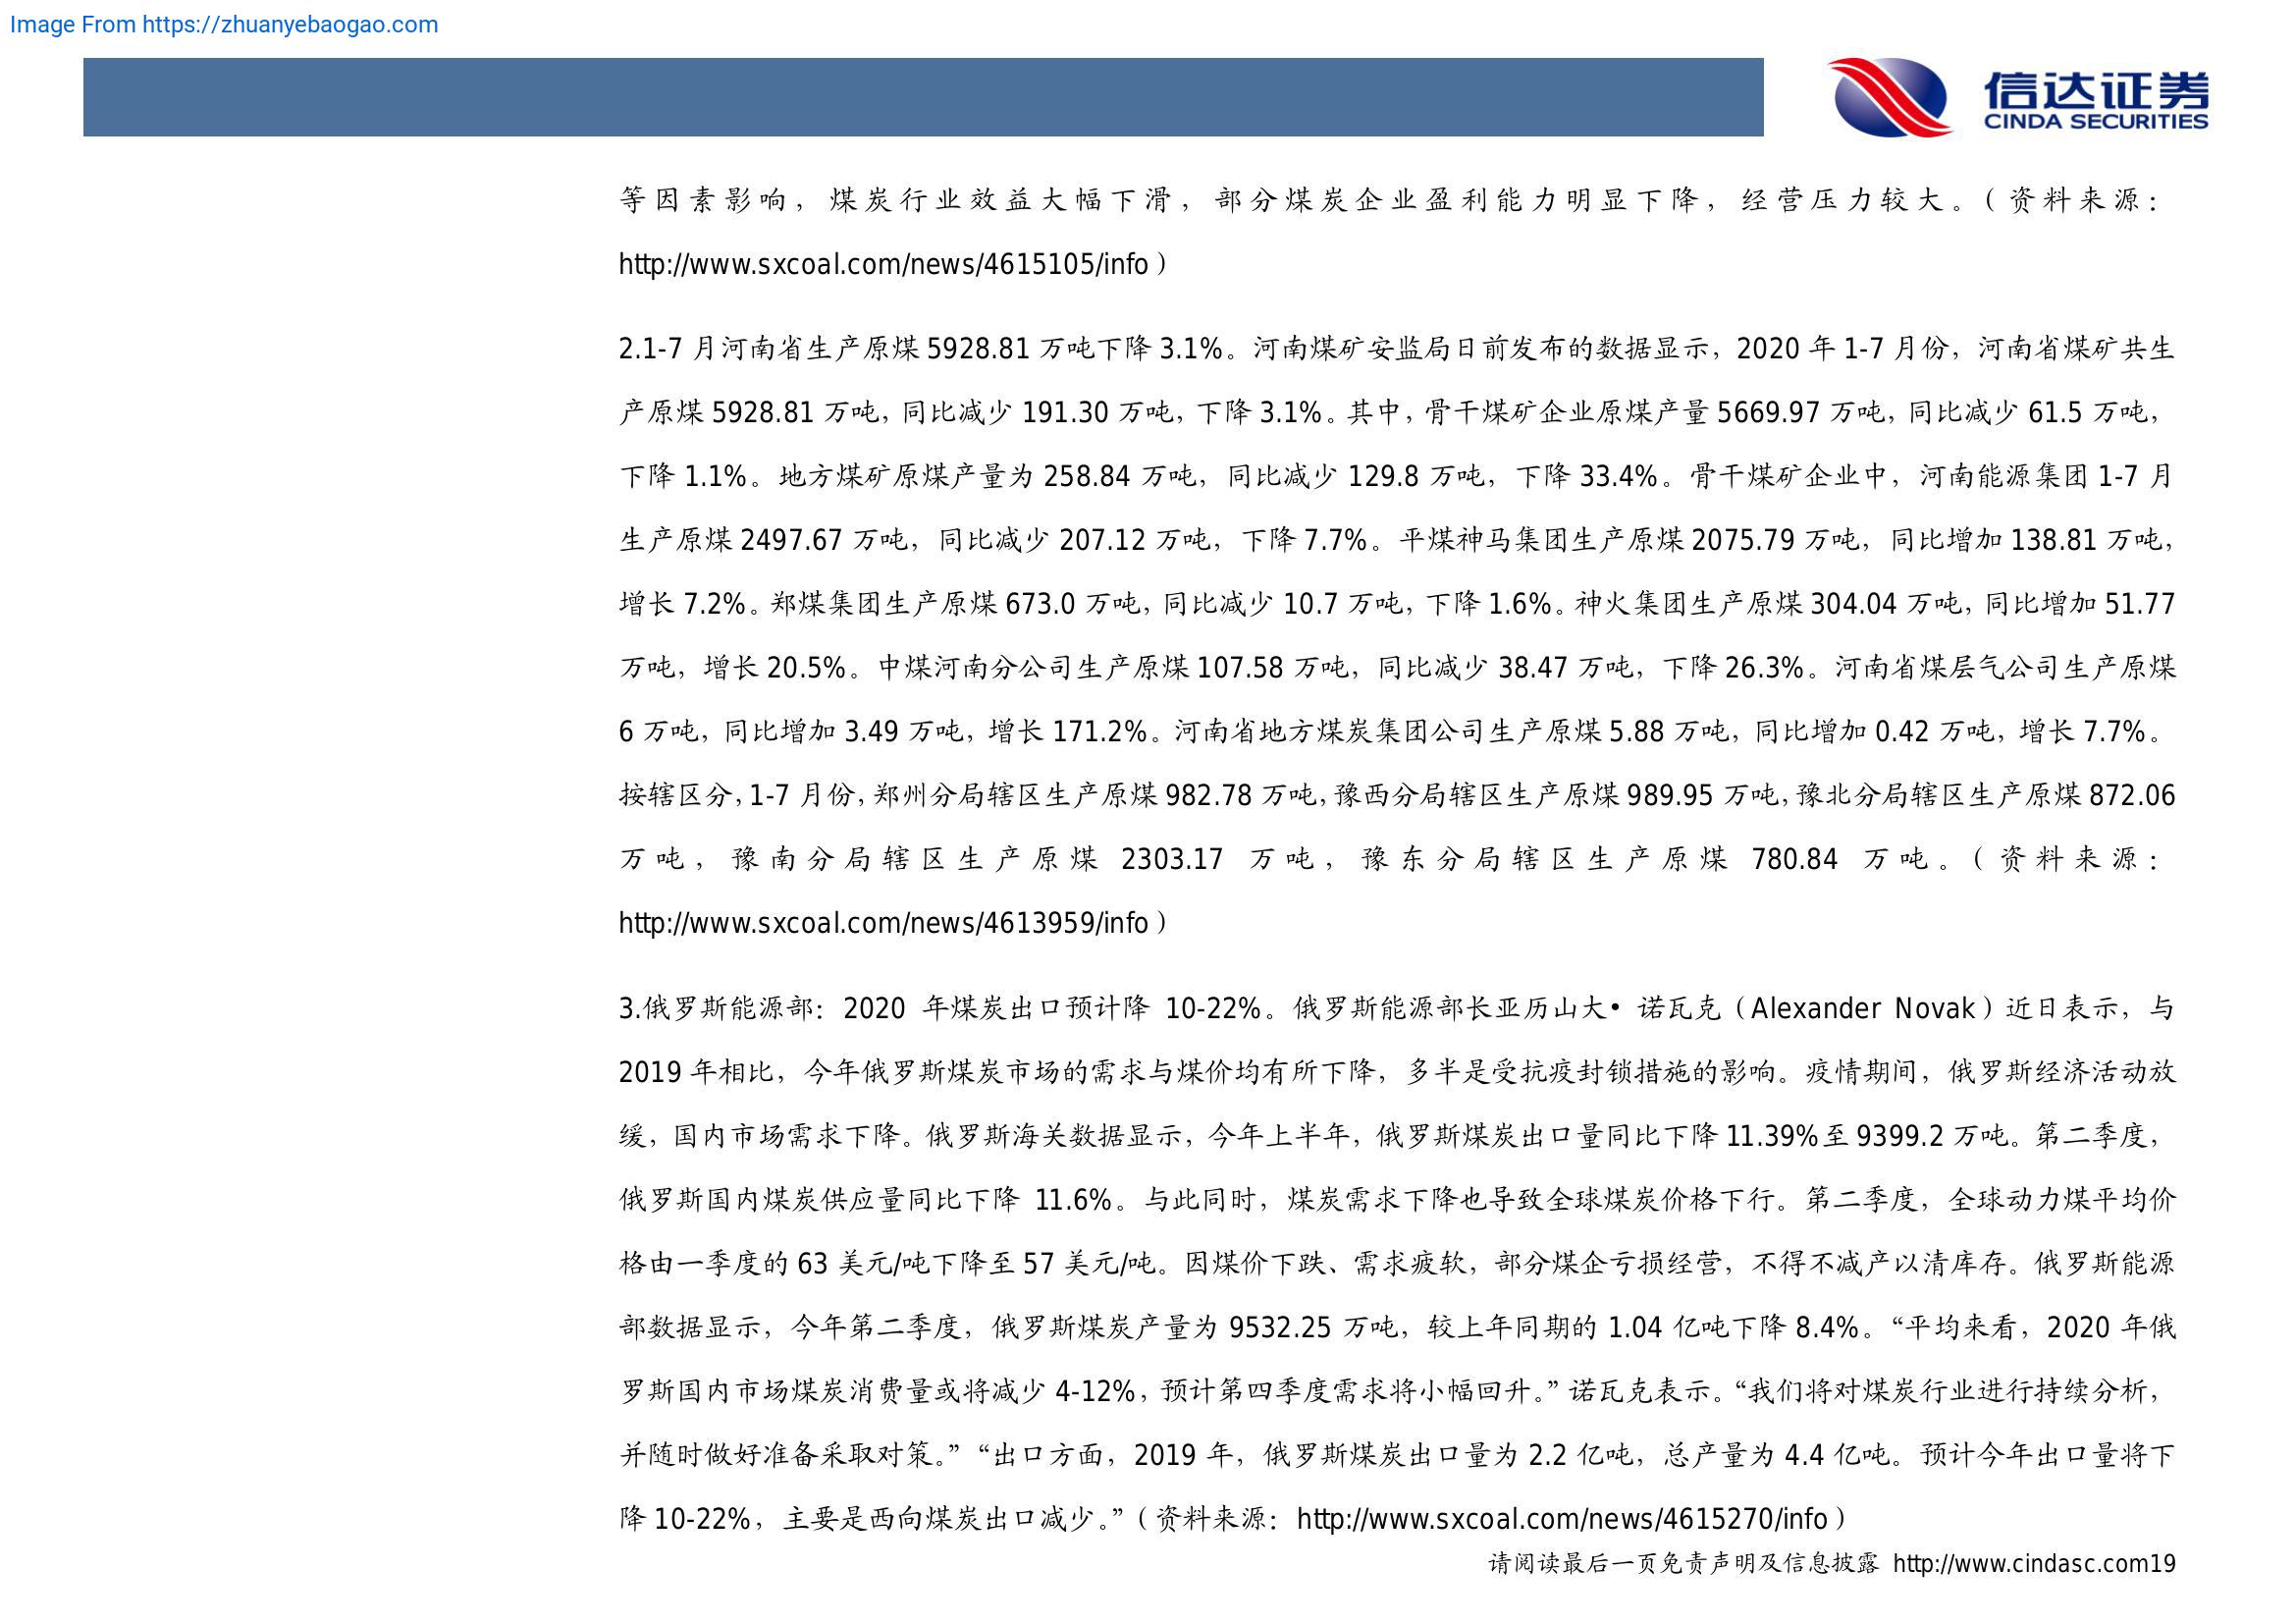 Image From https://zhuanyebaogao.com
信达证券
CINDA SECURITIES
等因素影响，煤炭行业效益大幅下滑，部分煤炭企业盈利能力明显下降，经营压力较大。（资料来源：
http://www.sxcoal.com/news/4615105/info）
2.1-7 月河南省生产原煤 5928.81 万吨下降 3.1%。河南煤矿安监局日前发布的数据显示，2020 年 1-7 月份，河南省煤矿共生
产原煤 5928.81 万吨，同比减少 191.30 万吨，下降 3.1%。其中，骨干煤矿企业原煤产量 5669.97 万吨，同比减少 61.5 万吨，
下降 1.1%。地方煤矿原煤产量为 258.84 万吨，同比减少 129.8 万吨，下降 33.4%。骨干煤矿企业中，河南能源集团 1-7 月
生产原煤 2497.67 万吨，同比减少 207.12 万吨，下降 7.7%。平煤神马集团生产原煤 2075.79 万吨，同比增加 138.81 万吨，
增长 7.2%。郑煤集团生产原煤 673.0 万吨，同比减少 10.7 万吨，下降 1.6%。神火集团生产原煤 304.04 万吨，同比增加 51.77
万吨，增长 20.5%。中煤河南分公司生产原煤 107.58 万吨，同比减少 38.47 万吨，下降 26.3%。河南省煤层气公司生产原煤
6 万吨，同比增加 3.49 万吨，增长 171.2%。河南省地方煤炭集团公司生产原煤 5.88 万吨，同比增加 0.42 万吨，增长 7.7%。
按辖区分，1-7 月份，郑州分局辖区生产原煤 982.78 万吨，豫西分局辖区生产原煤 989.95 万吨，豫北分局辖区生产原煤 872.06
万吨，豫南分局辖区生产原煤 2303.17 万吨，豫东分局辖区生产原煤 780.84 万吨。（资料来源：
http://www.sxcoal.com/news/4613959/info）
3.俄罗斯能源部：2020 年煤炭出口预计降 10-22%。俄罗斯能源部长亚历山大• 诺瓦克（Alexander Novak）近日表示，与
2019 年相比，今年俄罗斯煤炭市场的需求与煤价均有所下降，多半是受抗疫封锁措施的影响。疫情期间，俄罗斯经济活动放
缓，国内市场需求下降。俄罗斯海关数据显示，今年上半年，俄罗斯煤炭出口量同比下降 11.39%至 9399.2 万吨。第二季度，
俄罗斯国内煤炭供应量同比下降 11.6%。与此同时，煤炭需求下降也导致全球煤炭价格下行。第二季度，全球动力煤平均价
格由一季度的 63 美元/吨下降至 57 美元/吨。因煤价下跌、需求疲软，部分煤企亏损经营，不得不减产以清库存。俄罗斯能源
部数据显示，今年第二季度，俄罗斯煤炭产量为 9532.25 万吨，较上年同期的 1.04 亿吨下降 8.4%。“平均来看，2020 年俄
罗斯国内市场煤炭消费量或将减少 4-12%，预计第四季度需求将小幅回升。”诺瓦克表示。“我们将对煤炭行业进行持续分析，
并随时做好准备采取对策。”“出口方面，2019 年，俄罗斯煤炭出口量为 2.2 亿吨，总产量为 4.4 亿吨。预计今年出口量将下
降 10-22%，主要是西向煤炭出口减少。”（资料来源：http://www.sxcoal.com/news/4615270/info）
请阅读最后一页免责声明及信息披露 http://www.cindasc.com19